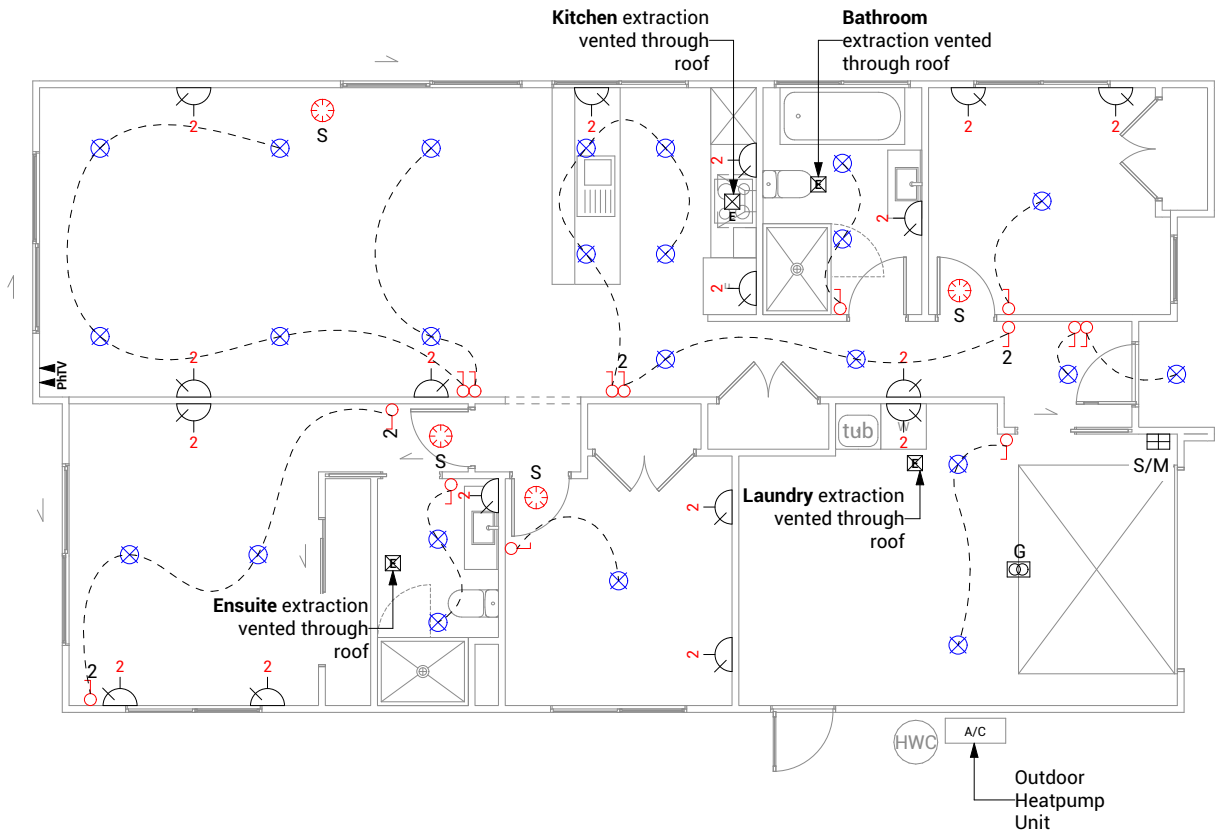 Kitchen extraction
vented through
roof
Bathroom
extraction vented
through roof
2
S
2
2
2
2
E
E
2
2
2
S
PhTV
2
2
2
2
2
2
2
2
S
S
tub
2
S/M
2
2
E
Laundry extraction
vented through
roof
G
E
Ensuite extraction
vented through
roof
2
2
2
2
HWC
A/C
Outdoor
Heatpump
Unit